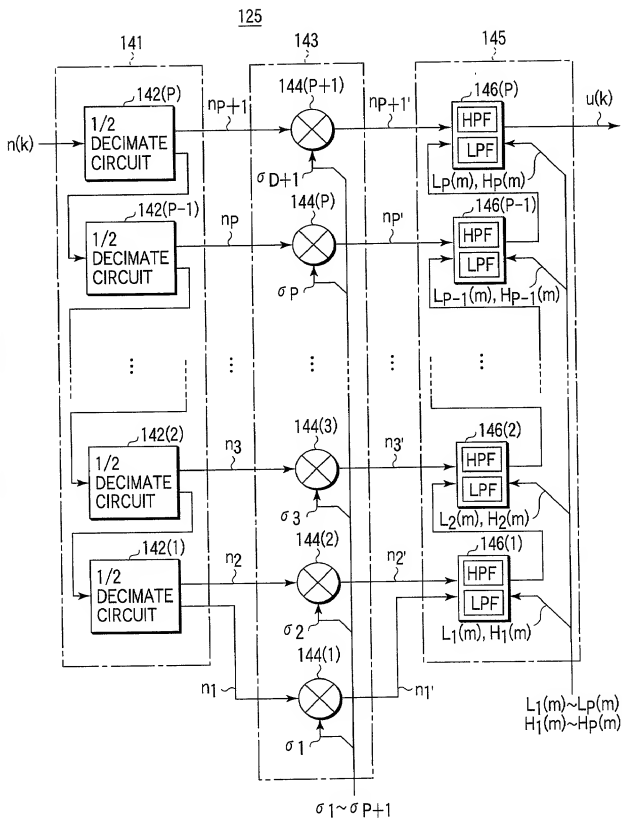 125
141
143
145
142(P)
144(P+1)
146(P)
n(k)
1/2
DECIMATE
CIRCUIT
nP+1
nP+1'
HPF
LPF
u(k)
σD+1
LP(m), HP(m)
142(P-1)
144(P)
146(P-1)
1/2
DECIMATE
CIRCUIT
nP
nP'
HPF
LPF
σP
LP-1(m), HP-1(m)
...
...
...
...
...
142(2)
144(3)
146(2)
1/2
DECIMATE
CIRCUIT
n3
n3'
HPF
LPF
σ3
L2(m), H2(m)
142(1)
144(2)
146(1)
1/2
DECIMATE
CIRCUIT
n2
n2'
HPF
LPF
σ2
L1(m), H1(m)
144(1)
n1
n1'
σ1
L1(m)~LP(m)
H1(m)~HP(m)
σ1~σP+1